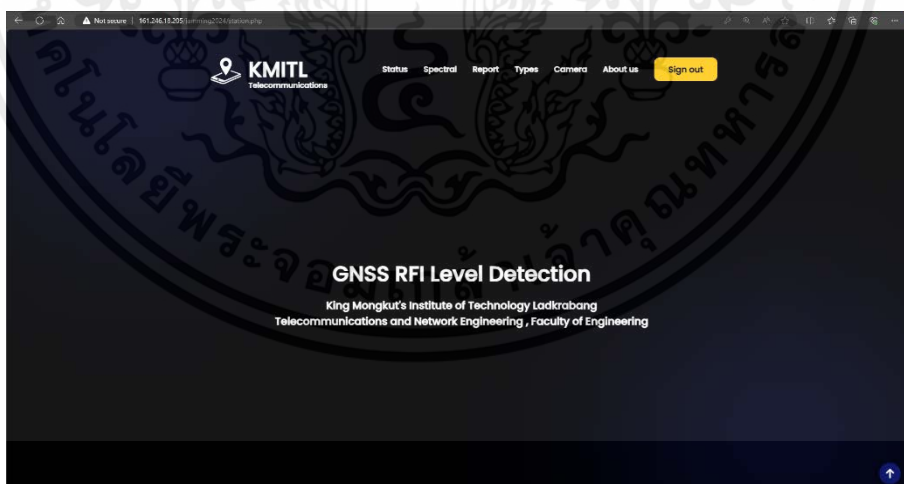 Not secure | 161.246.18.205/jamming2024/station.php
KMITL
Telecommunications
Status Spectral Report Types Camera About us Sign out
GNSS RFI Level Detection
King Mongkut's Institute of Technology Ladkrabang
Telecommunications and Network Engineering , Faculty of Engineering